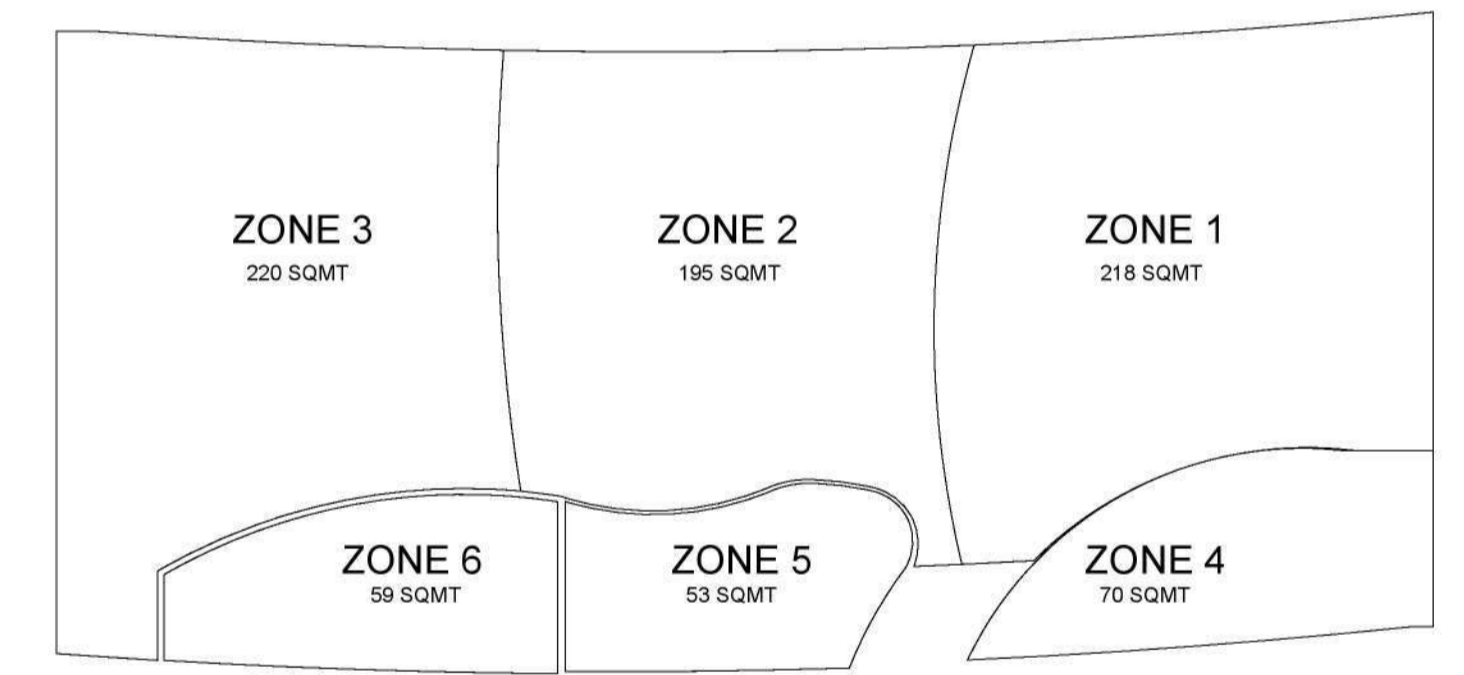 ZONE 3
220 SQMT
ZONE 2
195 SQMT
ZONE 1
218 SQMT
ZONE 6
59 SQMT
ZONE 5
53 SQMT
ZONE 4
70 SQMT